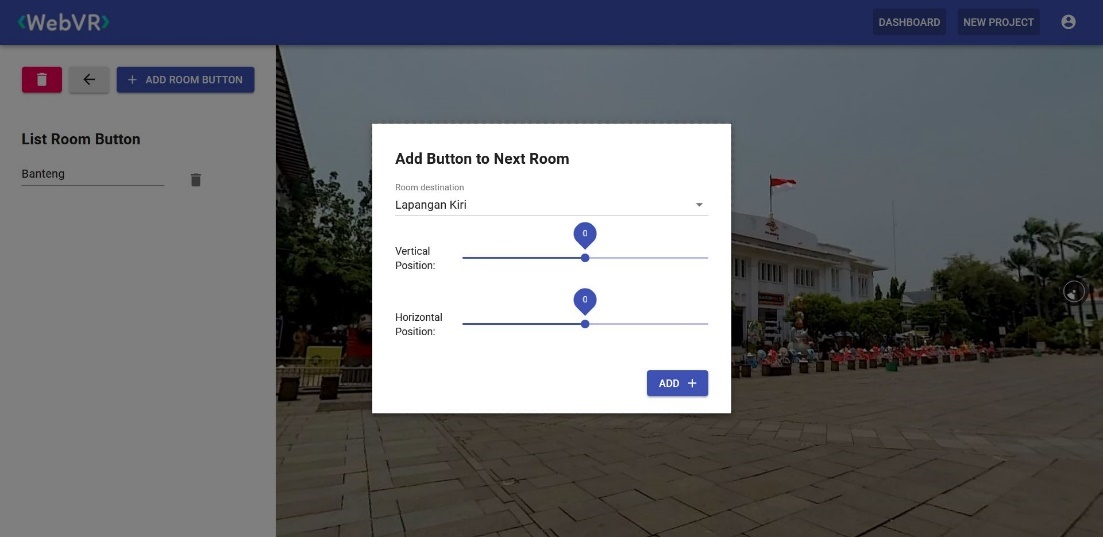 <WebVR>
DASHBOARD
NEW PROJECT
+ ADD ROOM BUTTON
List Room Button
Banteng
Add Button to Next Room
Room destination
Lapangan Kiri
0
Vertical
Position:
0
Horizontal
Position:
ADD +